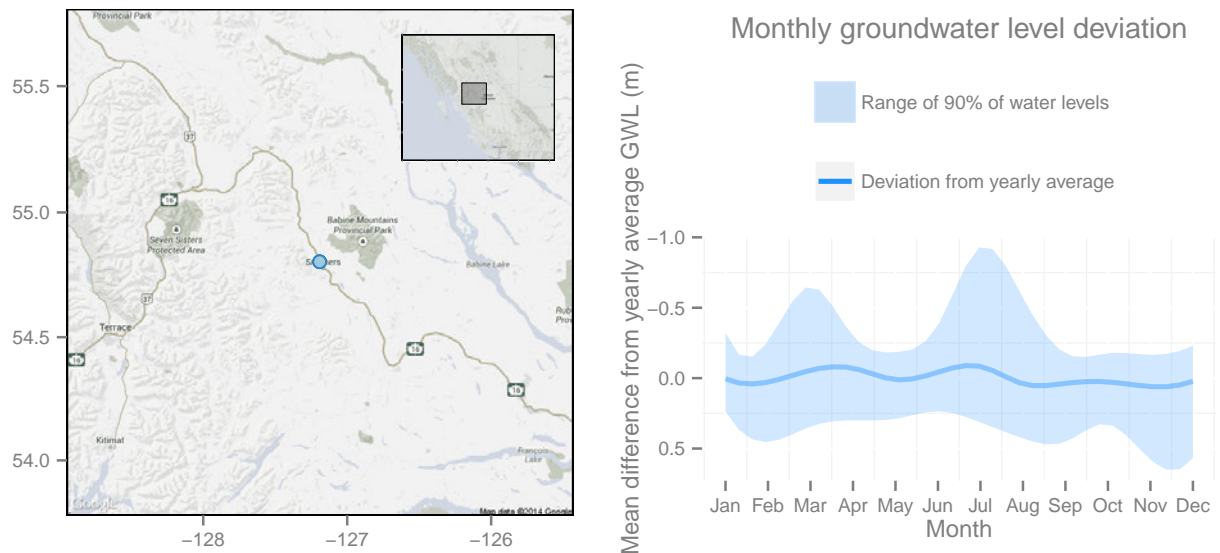 Provincial Park
37
16
Seven Sisters
Protected Area
Babine Mountains
Provincial Park
Babine Lake
37
Terrace
16
16
16
Kitimat
François
Lake
Google
Map data ©2014 Google
55.5
55.0
54.5
54.0
−128
−127
−126
Monthly groundwater level deviation
Range of 90% of water levels
Deviation from yearly average
Mean difference from yearly average GWL (m)
−1.0
−0.5
0.0
0.5
Jan Feb Mar Apr May Jun Jul Aug Sep Oct Nov Dec
Month